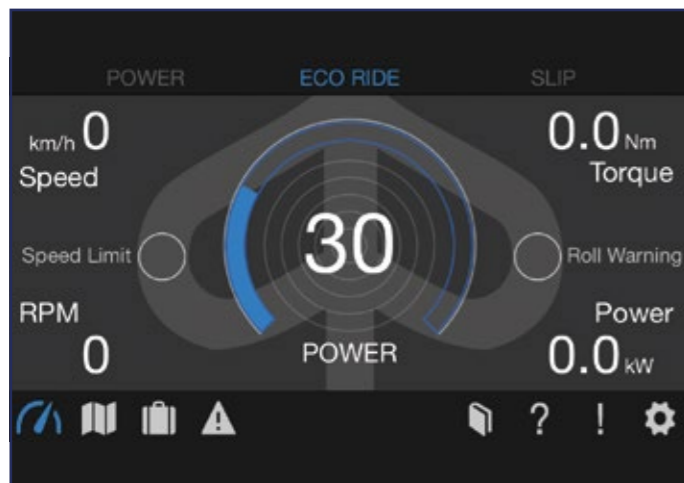 POWER ECO RIDE SLIP
km/h 0 0.0 Nm
Speed Torque
30
Speed Limit Roll Warning
RPM Power
0 POWER 0.0 kW
? !